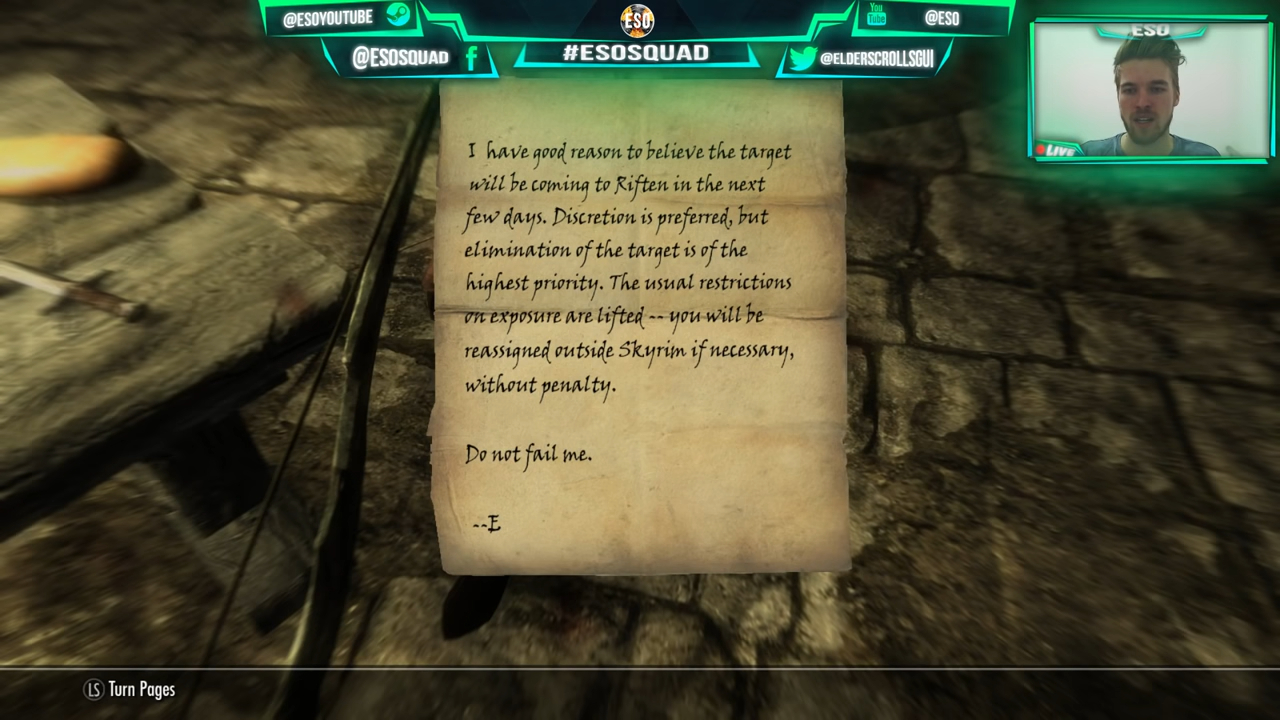 @ESOYOUTUBE
ESO
You
Tube
@ESO
@ESOSQUAD
f
#ESOSQUAD
@ELDERSCROLLSGUI
ESO
LIVE
I have good reason to believe the target
will be coming to Riften in the next
few days. Discretion is preferred, but
elimination of the target is of the
highest priority. The usual restrictions
on exposure are lifted -- you will be
reassigned outside Skyrim if necessary,
without penalty.
Do not fail me.
--E
LS Turn Pages